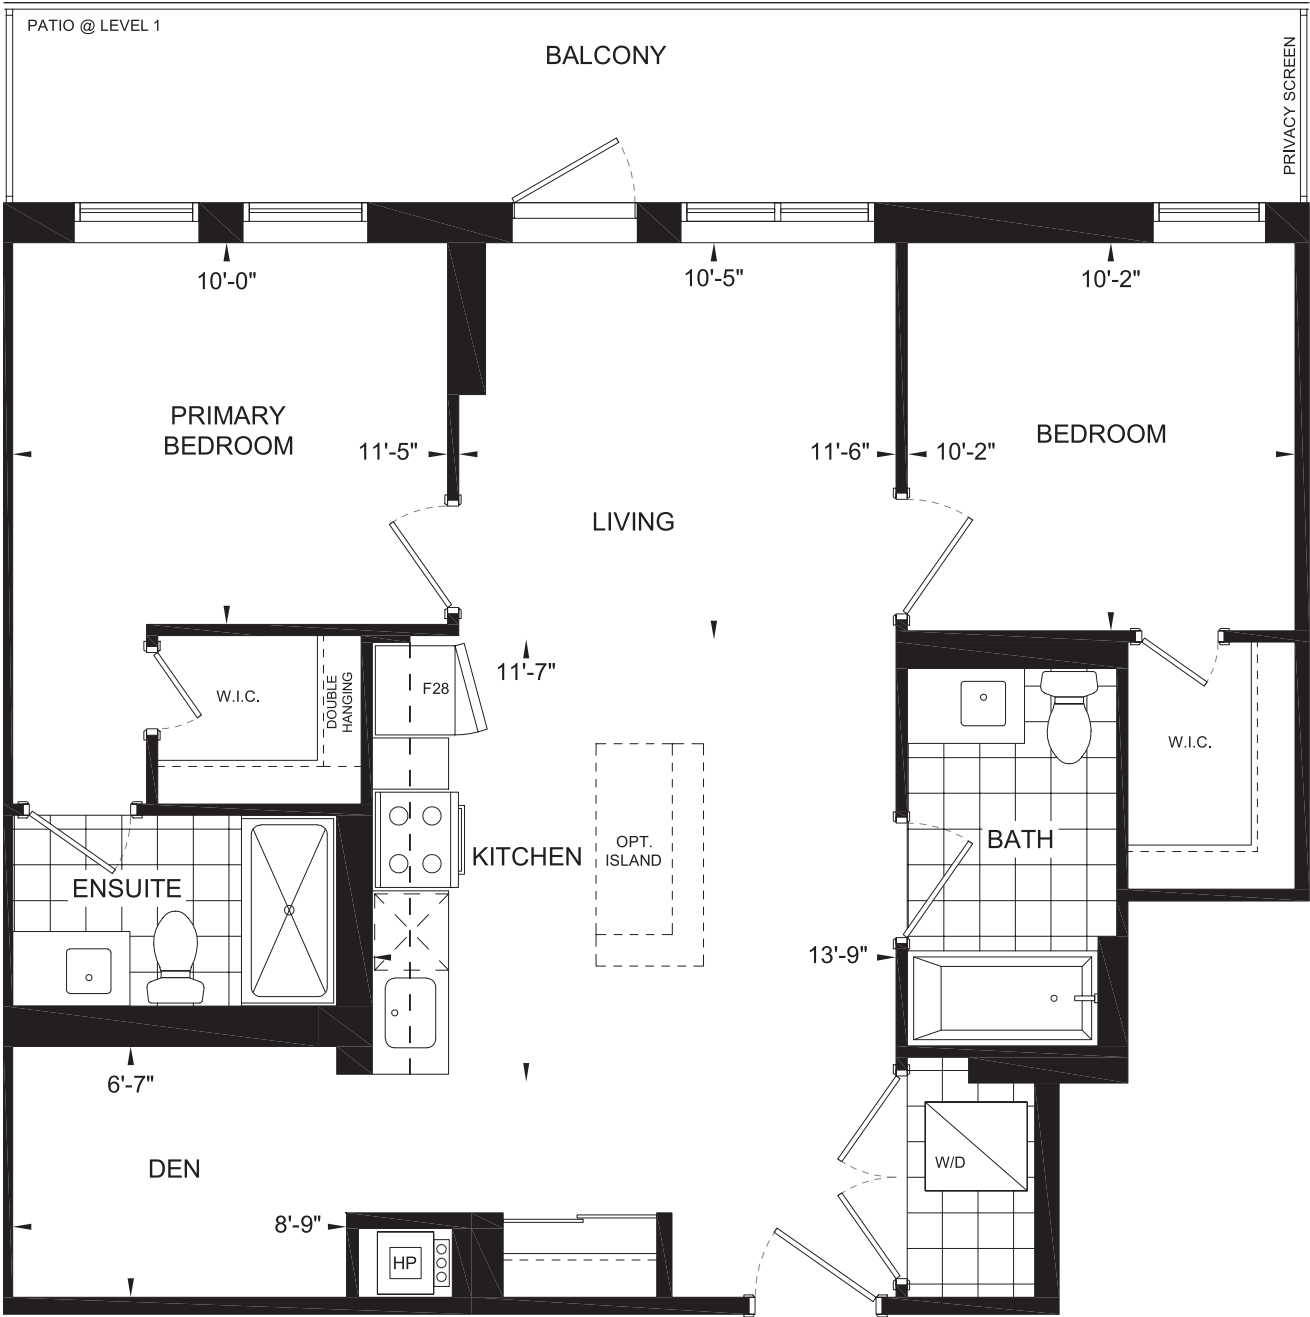 PATIO @ LEVEL 1
BALCONY
PRIVACY SCREEN
10'-0"
10'-5"
10'-2"
PRIMARY
BEDROOM
11'-5"
11'-6"
10'-2"
BEDROOM
LIVING
11'-7"
W.I.C.
DOUBLE
HANGING
F28
W.I.C.
OPT.
ISLAND
KITCHEN
BATH
ENSUITE
13'-9"
6'-7"
DEN
W/D
8'-9"
HP